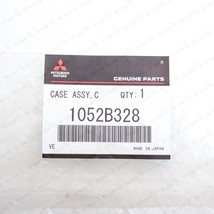 MITSUBISHI
MOTORS
GENUINE PARTS
CASE ASSY,C QTY:1
1052B328
VE MADE IN JAPAN